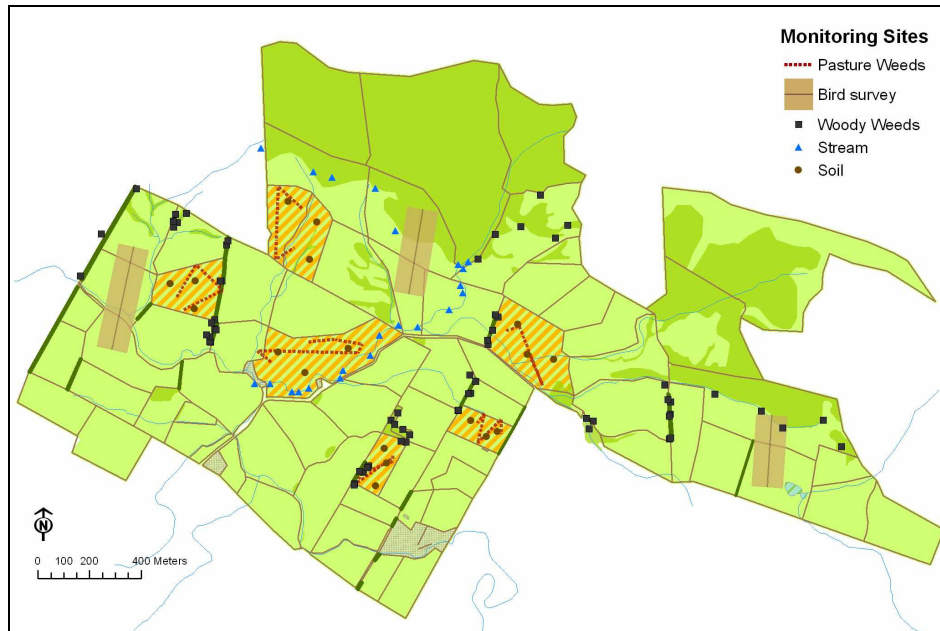 Monitoring Sites
Pasture Weeds
Bird survey
Woody Weeds
Stream
Soil
N
0 100 200 400 Meters